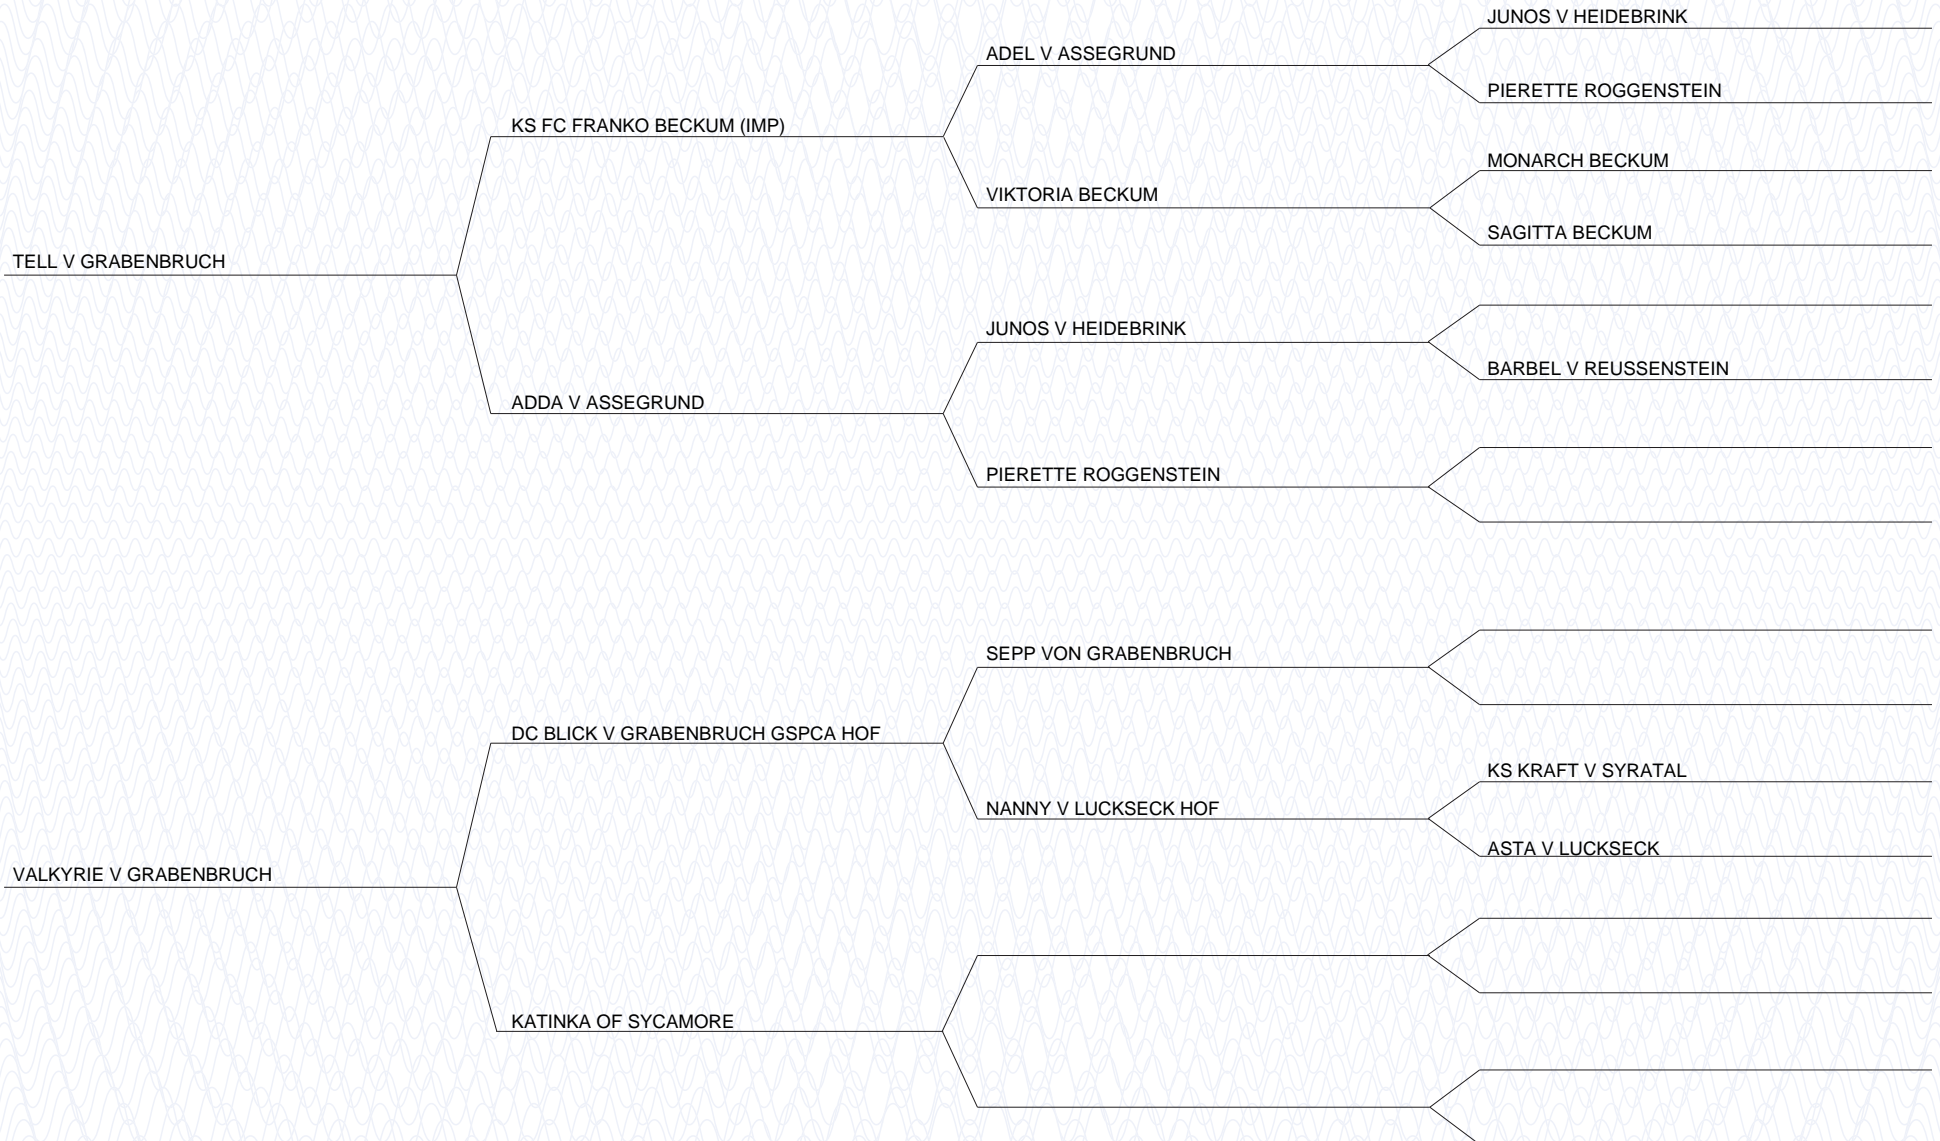 JUNOS V HEIDEBRINK
ADEL V ASSEGRUND
PIERETTE ROGGENSTEIN
KS FC FRANKO BECKUM (IMP)
MONARCH BECKUM
VIKTORIA BECKUM
SAGITTA BECKUM
TELL V GRABENBRUCH
JUNOS V HEIDEBRINK
BARBEL V REUSSENSTEIN
ADDA V ASSEGRUND
PIERETTE ROGGENSTEIN
SEPP VON GRABENBRUCH
DC BLICK V GRABENBRUCH GSPCA HOF
KS KRAFT V SYRATAL
NANNY V LUCKSECK HOF
ASTA V LUCKSECK
VALKYRIE V GRABENBRUCH
KATINKA OF SYCAMORE